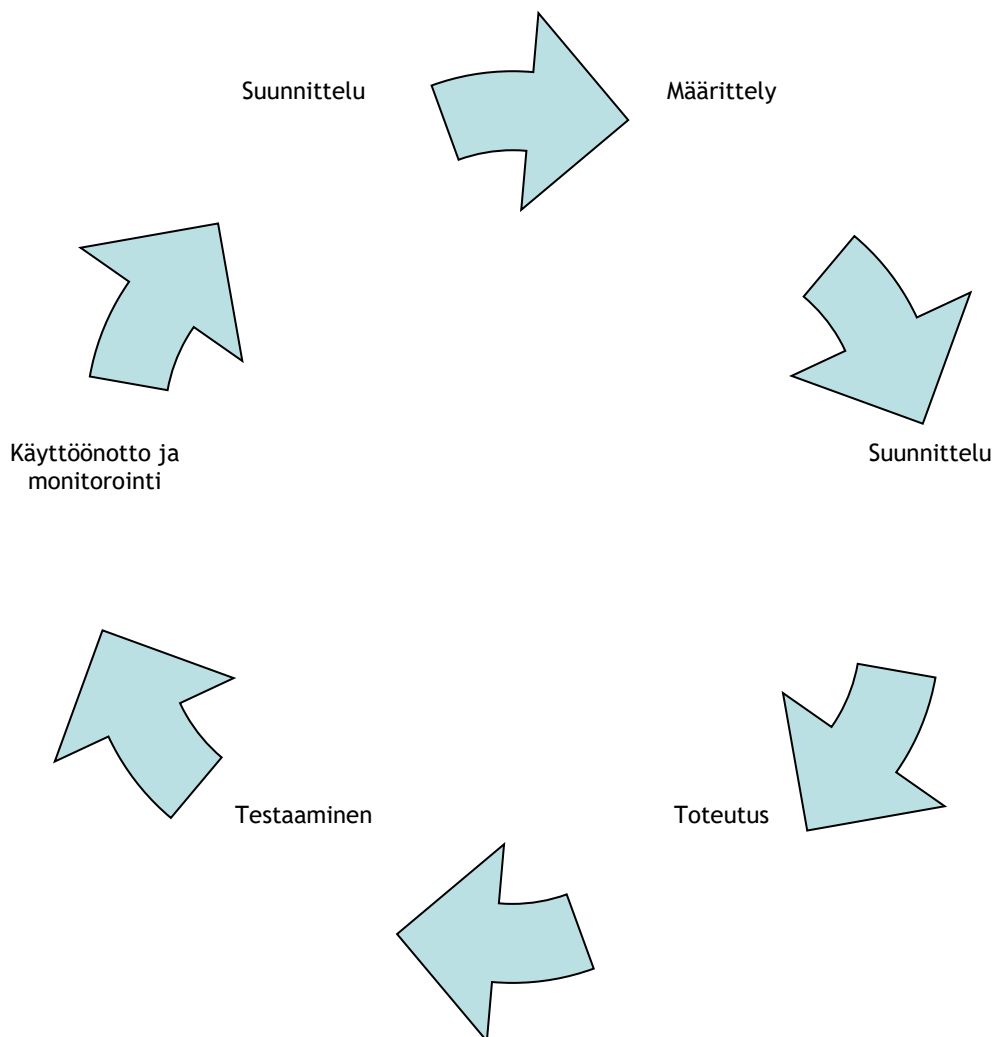 Suunnittelu
Määrittely
Suunnittelu
Toteutus
Testaaminen
Käyttöönotto ja
monitorointi